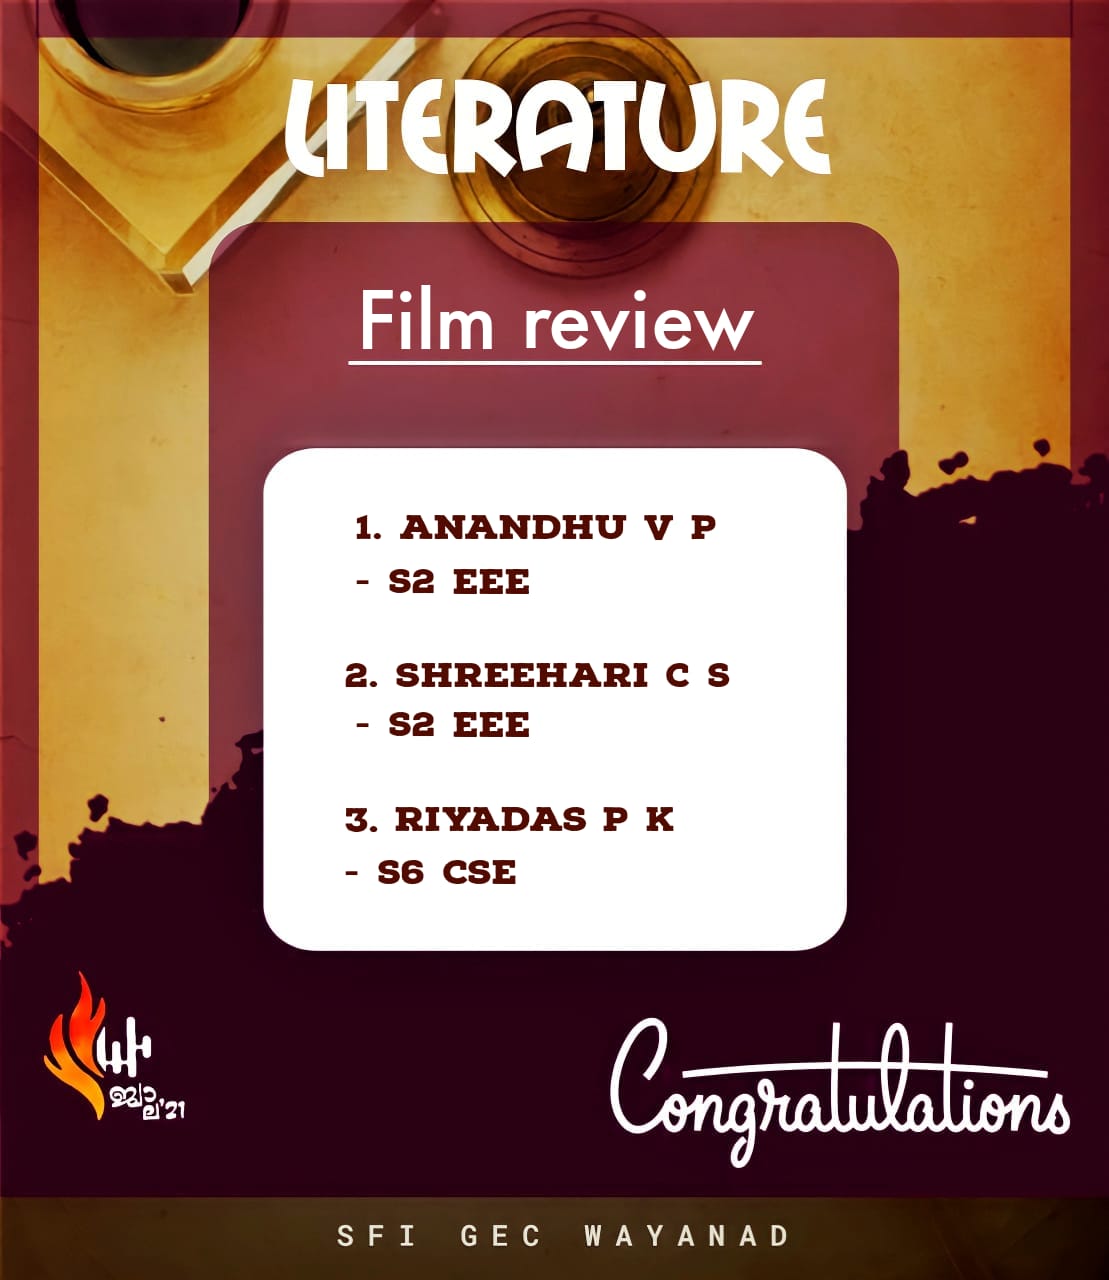 LITERATURE
Film review
1. ANANDHU V P
- S2 EEE
2. SHREEHARI C S
- S2 EEE
3. RIYADAS P K
- S6 CSE
ജ്വാ
ല'21
Congratulations
SFI GEC WAYANAD